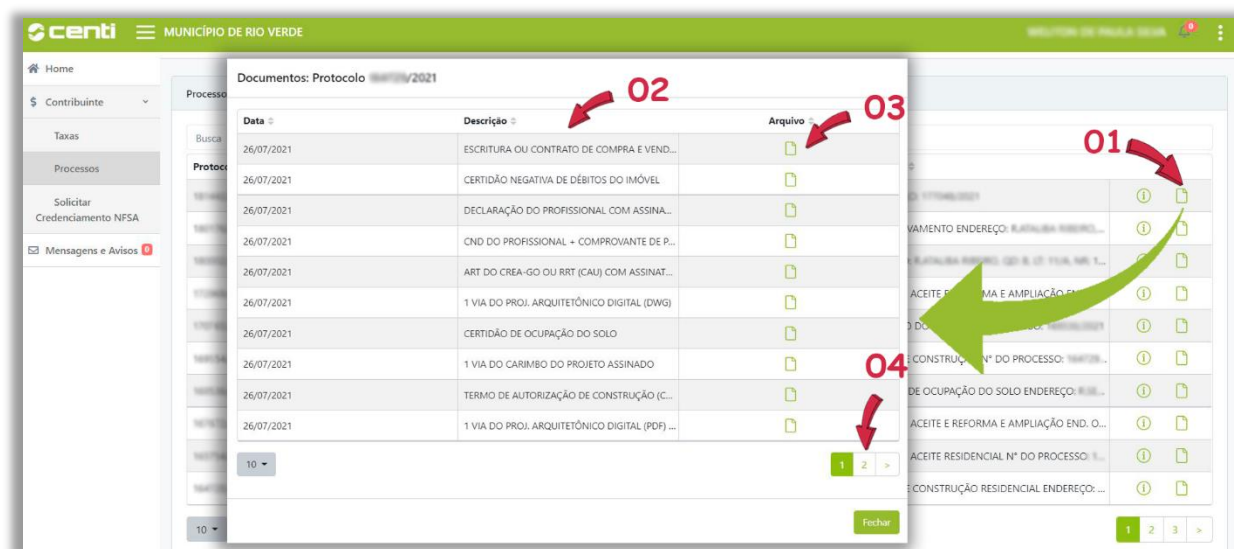 centi MUNICÍPIO DE RIO VERDE 0
Home
$ Contribuinte
Taxas
Processos
Solicitar
Credenciamento NFSA
Mensagens e Avisos 0
Processo
Busca
Protoco
Documentos: Protocolo /2021
02
03
01
04
Data Descrição Arquivo
26/07/2021 ESCRITURA OU CONTRATO DE COMPRA E VEND...
26/07/2021 CERTIDÃO NEGATIVA DE DÉBITOS DO IMÓVEL
26/07/2021 DECLARAÇÃO DO PROFISSIONAL COM ASSINA...
26/07/2021 CND DO PROFISSIONAL + COMPROVANTE DE P...
26/07/2021 ART DO CREA-GO OU RRT (CAU) COM ASSINAT...
26/07/2021 1 VIA DO PROJ. ARQUITETÔNICO DIGITAL (DWG)
26/07/2021 CERTIDÃO DE OCUPAÇÃO DO SOLO
26/07/2021 1 VIA DO CARIMBO DO PROJETO ASSINADO
26/07/2021 TERMO DE AUTORIZAÇÃO DE CONSTRUÇÃO (C...
26/07/2021 1 VIA DO PROJ. ARQUITETÔNICO DIGITAL (PDF) ...
10 1 2 >
Fechar
VAMENTO ENDEREÇO:
ACEITE E REFORMA E AMPLIAÇÃO
E CONSTRUÇÃO N° DO PROCESSO:
DE OCUPAÇÃO DO SOLO ENDEREÇO:
ACEITE E REFORMA E AMPLIAÇÃO END. O...
ACEITE RESIDENCIAL N° DO PROCESSO:
E CONSTRUÇÃO RESIDENCIAL ENDEREÇO: ...
10 1 2 3 >